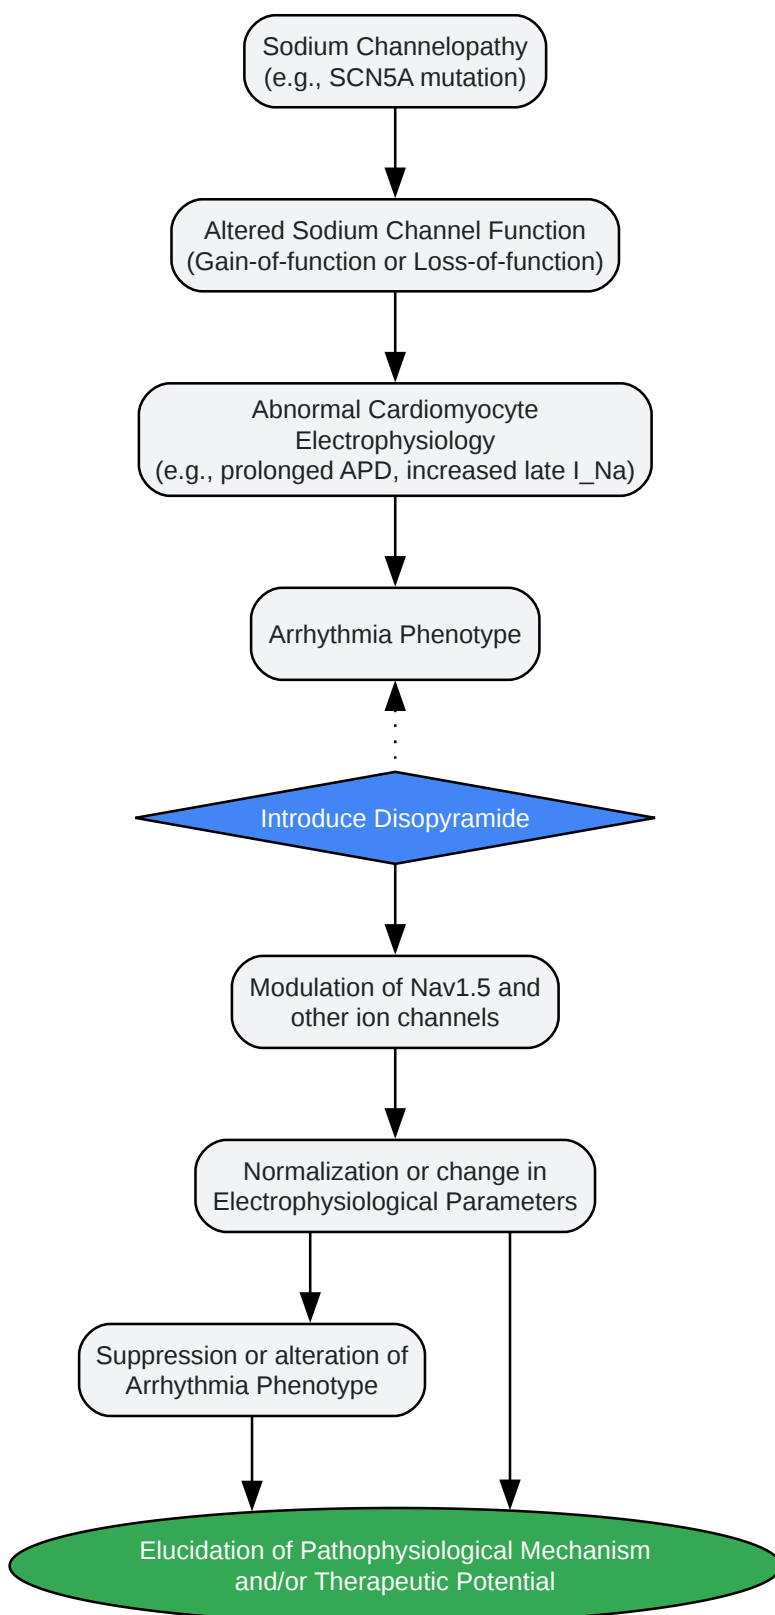 Sodium Channelopathy
(e.g., SCN5A mutation)
Altered Sodium Channel Function
(Gain-of-function or Loss-of-function)
Abnormal Cardiomyocyte
Electrophysiology
(e.g., prolonged APD, increased late I_Na)
Arrhythmia Phenotype
Introduce Disopyramide
Modulation of Nav1.5 and
other ion channels
Normalization or change in
Electrophysiological Parameters
Suppression or alteration of
Arrhythmia Phenotype
Elucidation of Pathophysiological Mechanism
and/or Therapeutic Potential